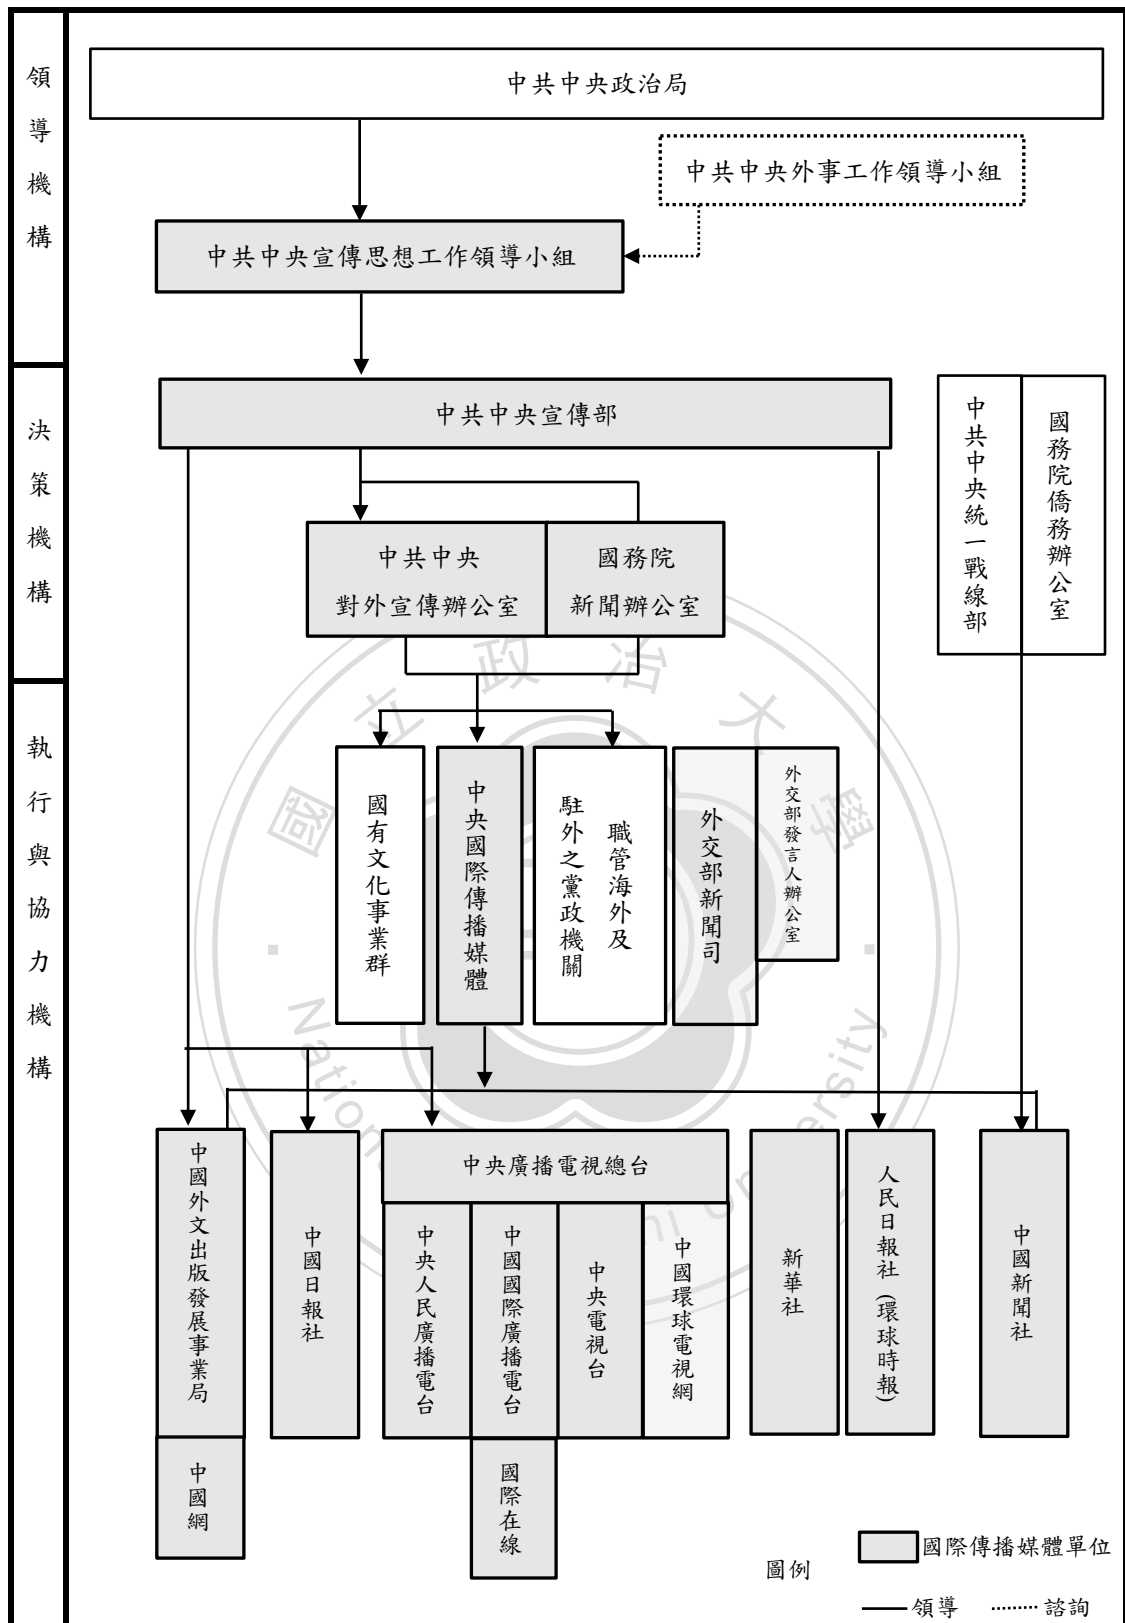 領導機構
中共中央政治局
中共中央外事工作領導小組
中共中央宣傳思想工作領導小組
決策機構
中共中央宣傳部
中共中央統一戰線部
國務院僑務辦公室
中共中央
對外宣傳辦公室
國務院
新聞辦公室
執行與協力機構
國有文化事業群
中央國際傳播媒體
職管海外及
駐外之黨政機關
外交部新聞司
外交部發言人辦公室
中國外文出版發展事業局
中國網
中國日報社
中央廣播電視總台
中央人民廣播電台
中國國際廣播電台
國際在線
中央電視台
中國環球電視網
新華社
人民日報社(環球時報)
中國新聞社
圖例
國際傳播媒體單位
領導
諮詢
國立政治大學